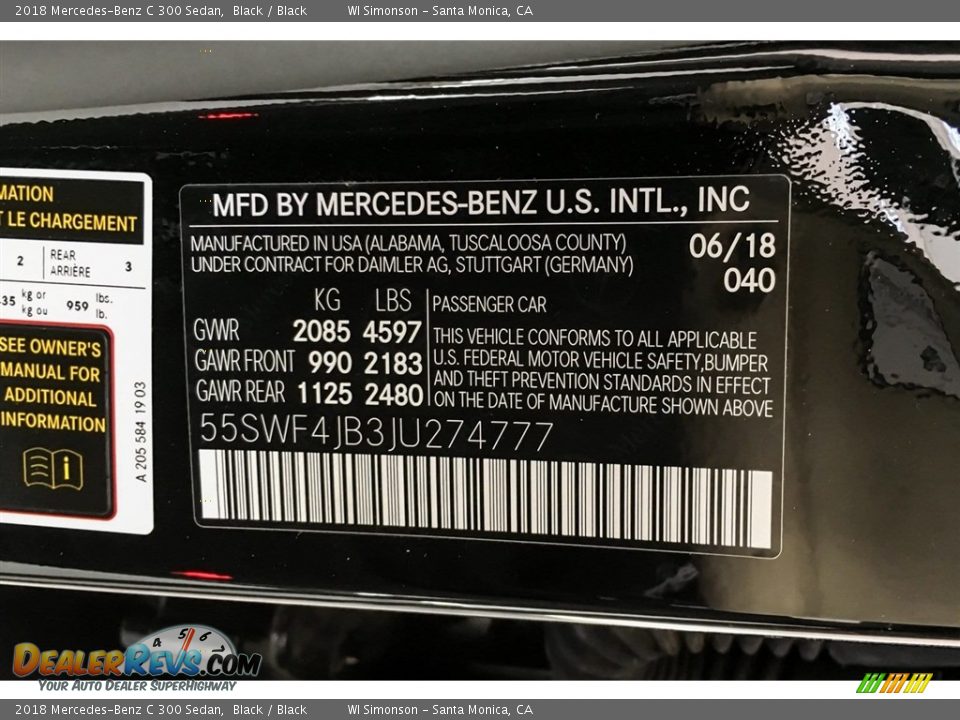 2018 Mercedes-Benz C 300 Sedan, Black / Black WI Simonson - Santa Monica, CA
MATION
T LE CHARGEMENT
2 REAR ARRIÈRE 3
35 kg or kg ou 959 lbs. lb.
SEE OWNER'S
MANUAL FOR
ADDITIONAL
INFORMATION
A 205 584 19 03
MFD BY MERCEDES-BENZ U.S. INTL., INC
MANUFACTURED IN USA (ALABAMA, TUSCALOOSA COUNTY) 06/18
UNDER CONTRACT FOR DAIMLER AG, STUTTGART (GERMANY) 040
KG LBS
GWR 2085 4597
GAWR FRONT 990 2183
GAWR REAR 1125 2480
PASSENGER CAR
THIS VEHICLE CONFORMS TO ALL APPLICABLE
U.S. FEDERAL MOTOR VEHICLE SAFETY,BUMPER
AND THEFT PREVENTION STANDARDS IN EFFECT
ON THE DATE OF MANUFACTURE SHOWN ABOVE
55SWF4JB3JU274777
4 5 6
DEALERREVS.COM
YOUR AUTO DEALER SUPERHIGHWAY
2018 Mercedes-Benz C 300 Sedan, Black / Black WI Simonson - Santa Monica, CA